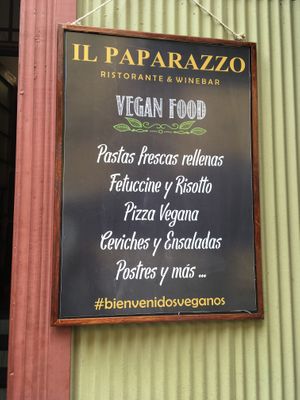 IL PAPARAZZO
RISTORANTE & WINEBAR
VEGAN FOOD
Pastas frescas rellenas
Fetuccine y Risotto
Pizza Vegana
Ceviches y Ensaladas
Postres y más ...
#bienvenidosveganos